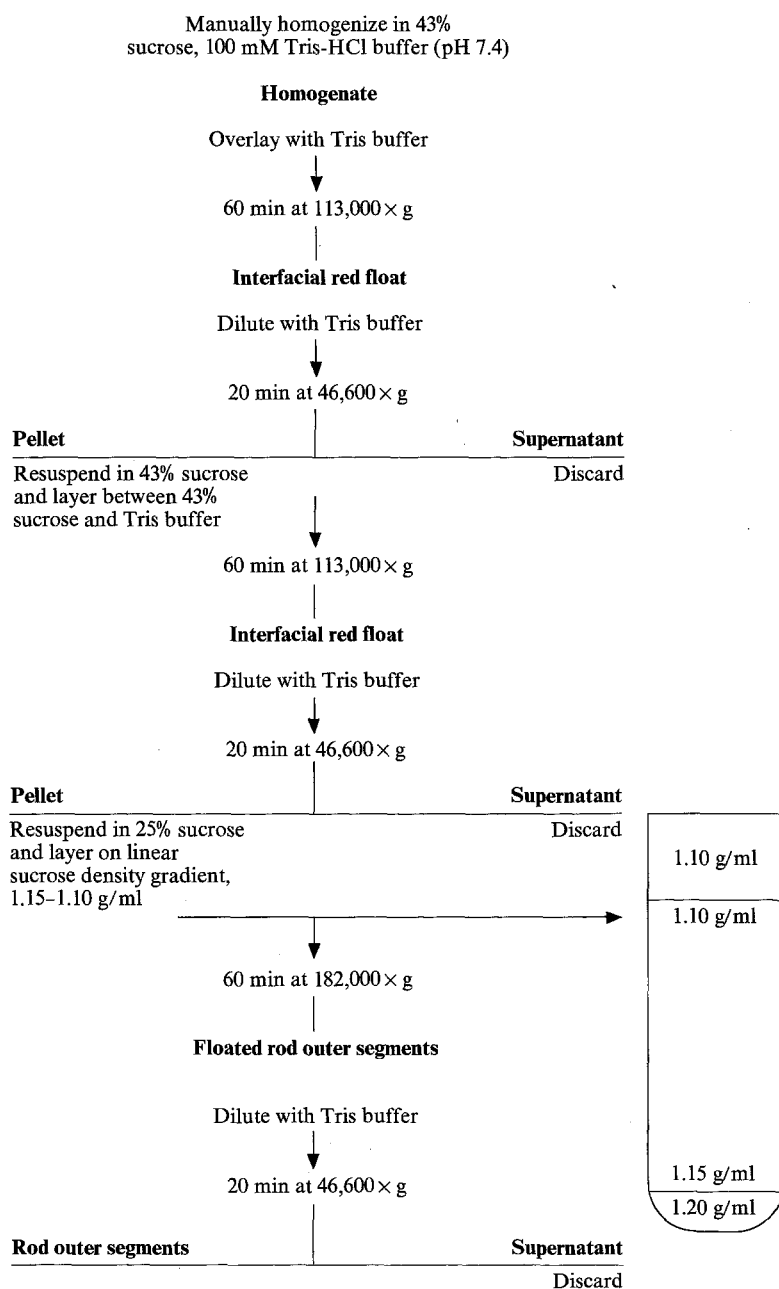 Manually homogenize in 43%
sucrose, 100 mM Tris-HCl buffer (pH 7.4)
Homogenate
Overlay with Tris buffer
60 min at 113,000 × g
Interfacial red float
Dilute with Tris buffer
20 min at 46,600 × g
Pellet
Supernatant
Resuspend in 43% sucrose
and layer between 43%
sucrose and Tris buffer
Discard
60 min at 113,000 × g
Interfacial red float
Dilute with Tris buffer
20 min at 46,600 × g
Pellet
Supernatant
Resuspend in 25% sucrose
and layer on linear
sucrose density gradient,
1.15–1.10 g/ml
Discard
1.10 g/ml
1.10 g/ml
60 min at 182,000 × g
Floated rod outer segments
Dilute with Tris buffer
20 min at 46,600 × g
1.15 g/ml
1.20 g/ml
Rod outer segments
Supernatant
Discard